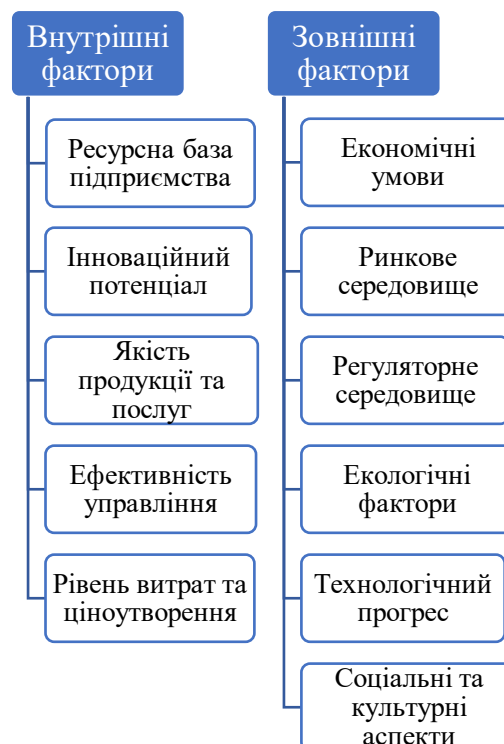 Внутрішні
фактори
Ресурсна база
підприємства
Інноваційний
потенціал
Якість
продукції та
послуг
Ефективність
управління
Рівень витрат та
ціноутворення
Зовнішні
фактори
Економічні
умови
Ринкове
середовище
Регуляторне
середовище
Екологічні
фактори
Технологічний
прогрес
Соціальні та
культурні
аспекти